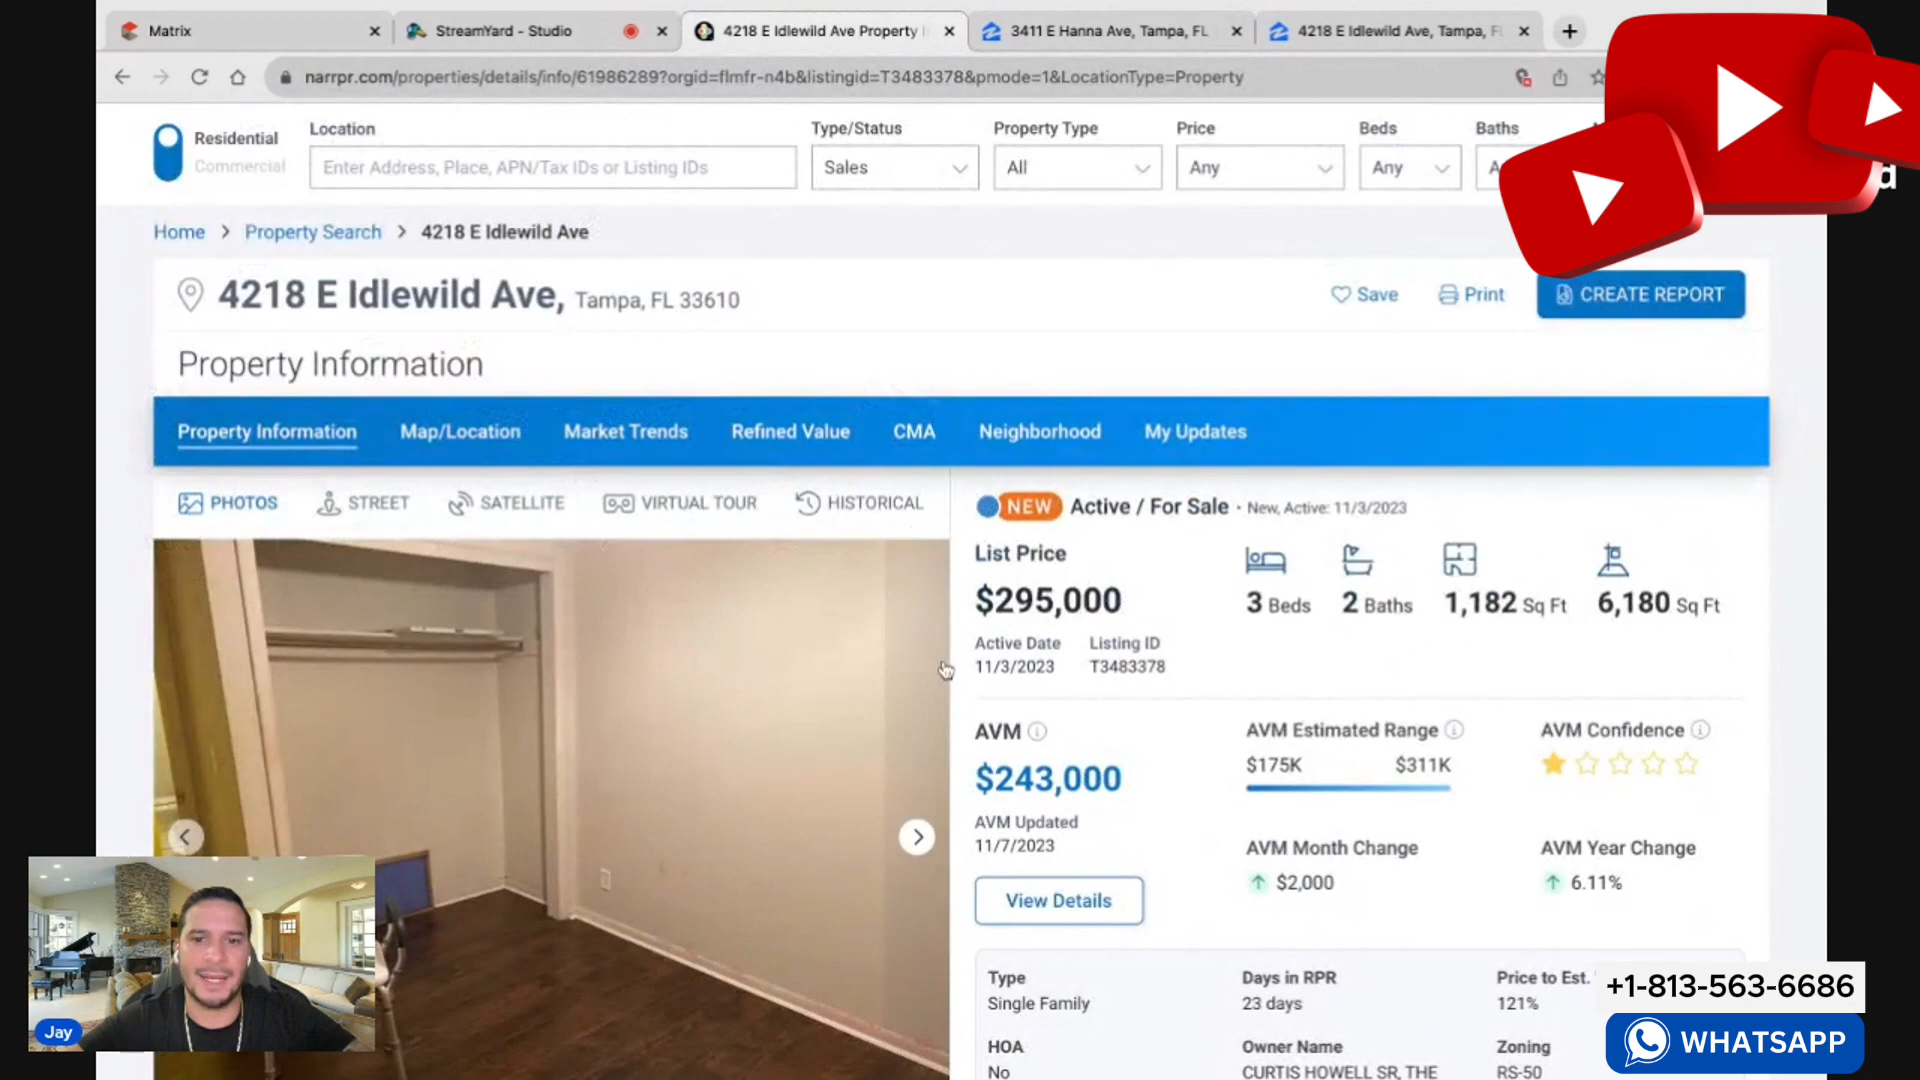 Matrix
StreamYard - Studio
4218 E Idlewild Ave Property I
3411 E Hanna Ave, Tampa, FL
4218 E Idlewild Ave, Tampa, FL
narrpr.com/properties/details/info/61986289?orgid=flmfr-n4b&listingid=T3483378&pmode=1&LocationType=Property
Residential
Commercial
Location
Enter Address, Place, APN/Tax IDs or Listing IDs
Type/Status
Sales
Property Type
All
Price
Any
Beds
Any
Baths
d
Home > Property Search > 4218 E Idlewild Ave
4218 E Idlewild Ave, Tampa, FL 33610
Save
Print
CREATE REPORT
Property Information
Property Information
Map/Location
Market Trends
Refined Value
CMA
Neighborhood
My Updates
PHOTOS
STREET
SATELLITE
VIRTUAL TOUR
HISTORICAL
NEW Active / For Sale · New, Active: 11/3/2023
List Price
$295,000
3 Beds
2 Baths
1,182 Sq Ft
6,180 Sq Ft
Active Date
11/3/2023
Listing ID
T3483378
AVM
$243,000
AVM Updated
11/7/2023
AVM Estimated Range
$175K
$311K
AVM Confidence
AVM Month Change
$2,000
AVM Year Change
6.11%
View Details
Type
Single Family
Days in RPR
23 days
Price to Est.
121%
HOA
No
Owner Name
CURTIS HOWELL SR, THE
Zoning
RS-50
Jay
+1-813-563-6686
WHATSAPP